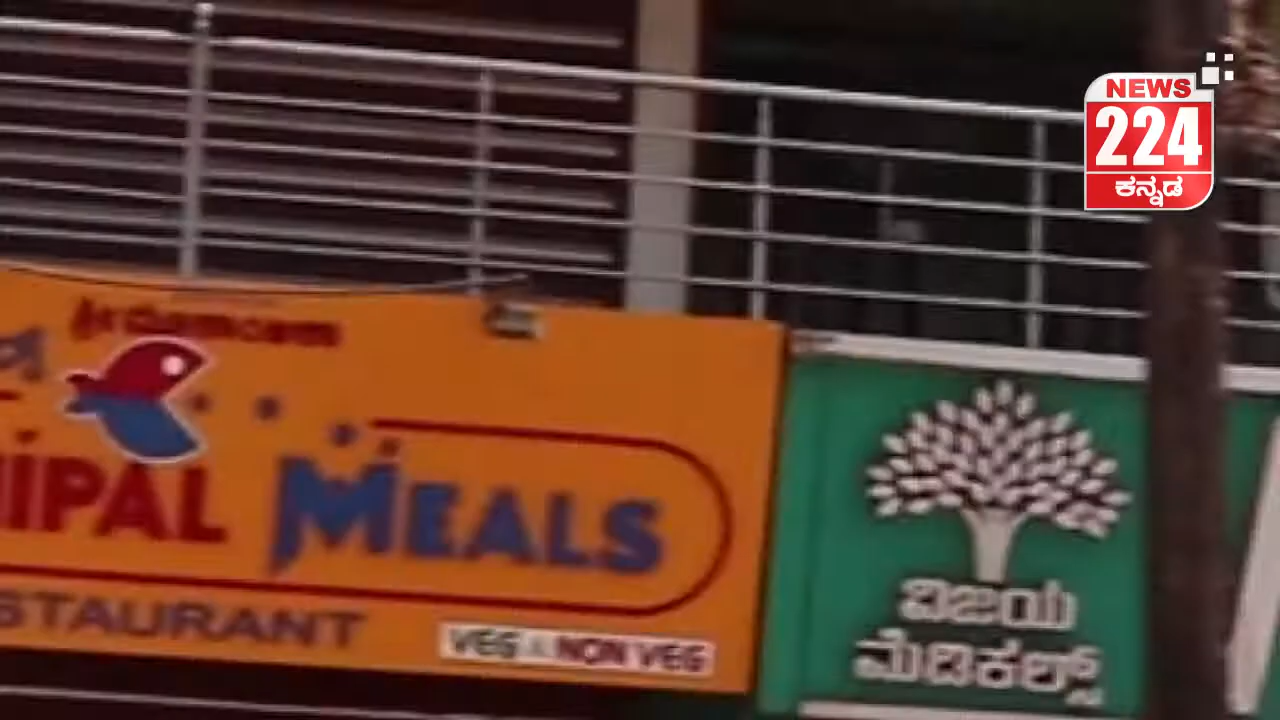 NEWS
224
ಕನ್ನಡ
IPAL MEALS
STAURANT
VEG & NON VEG
ವಿಜಯ
ಮೆಡಿಕಲ್ಸ್